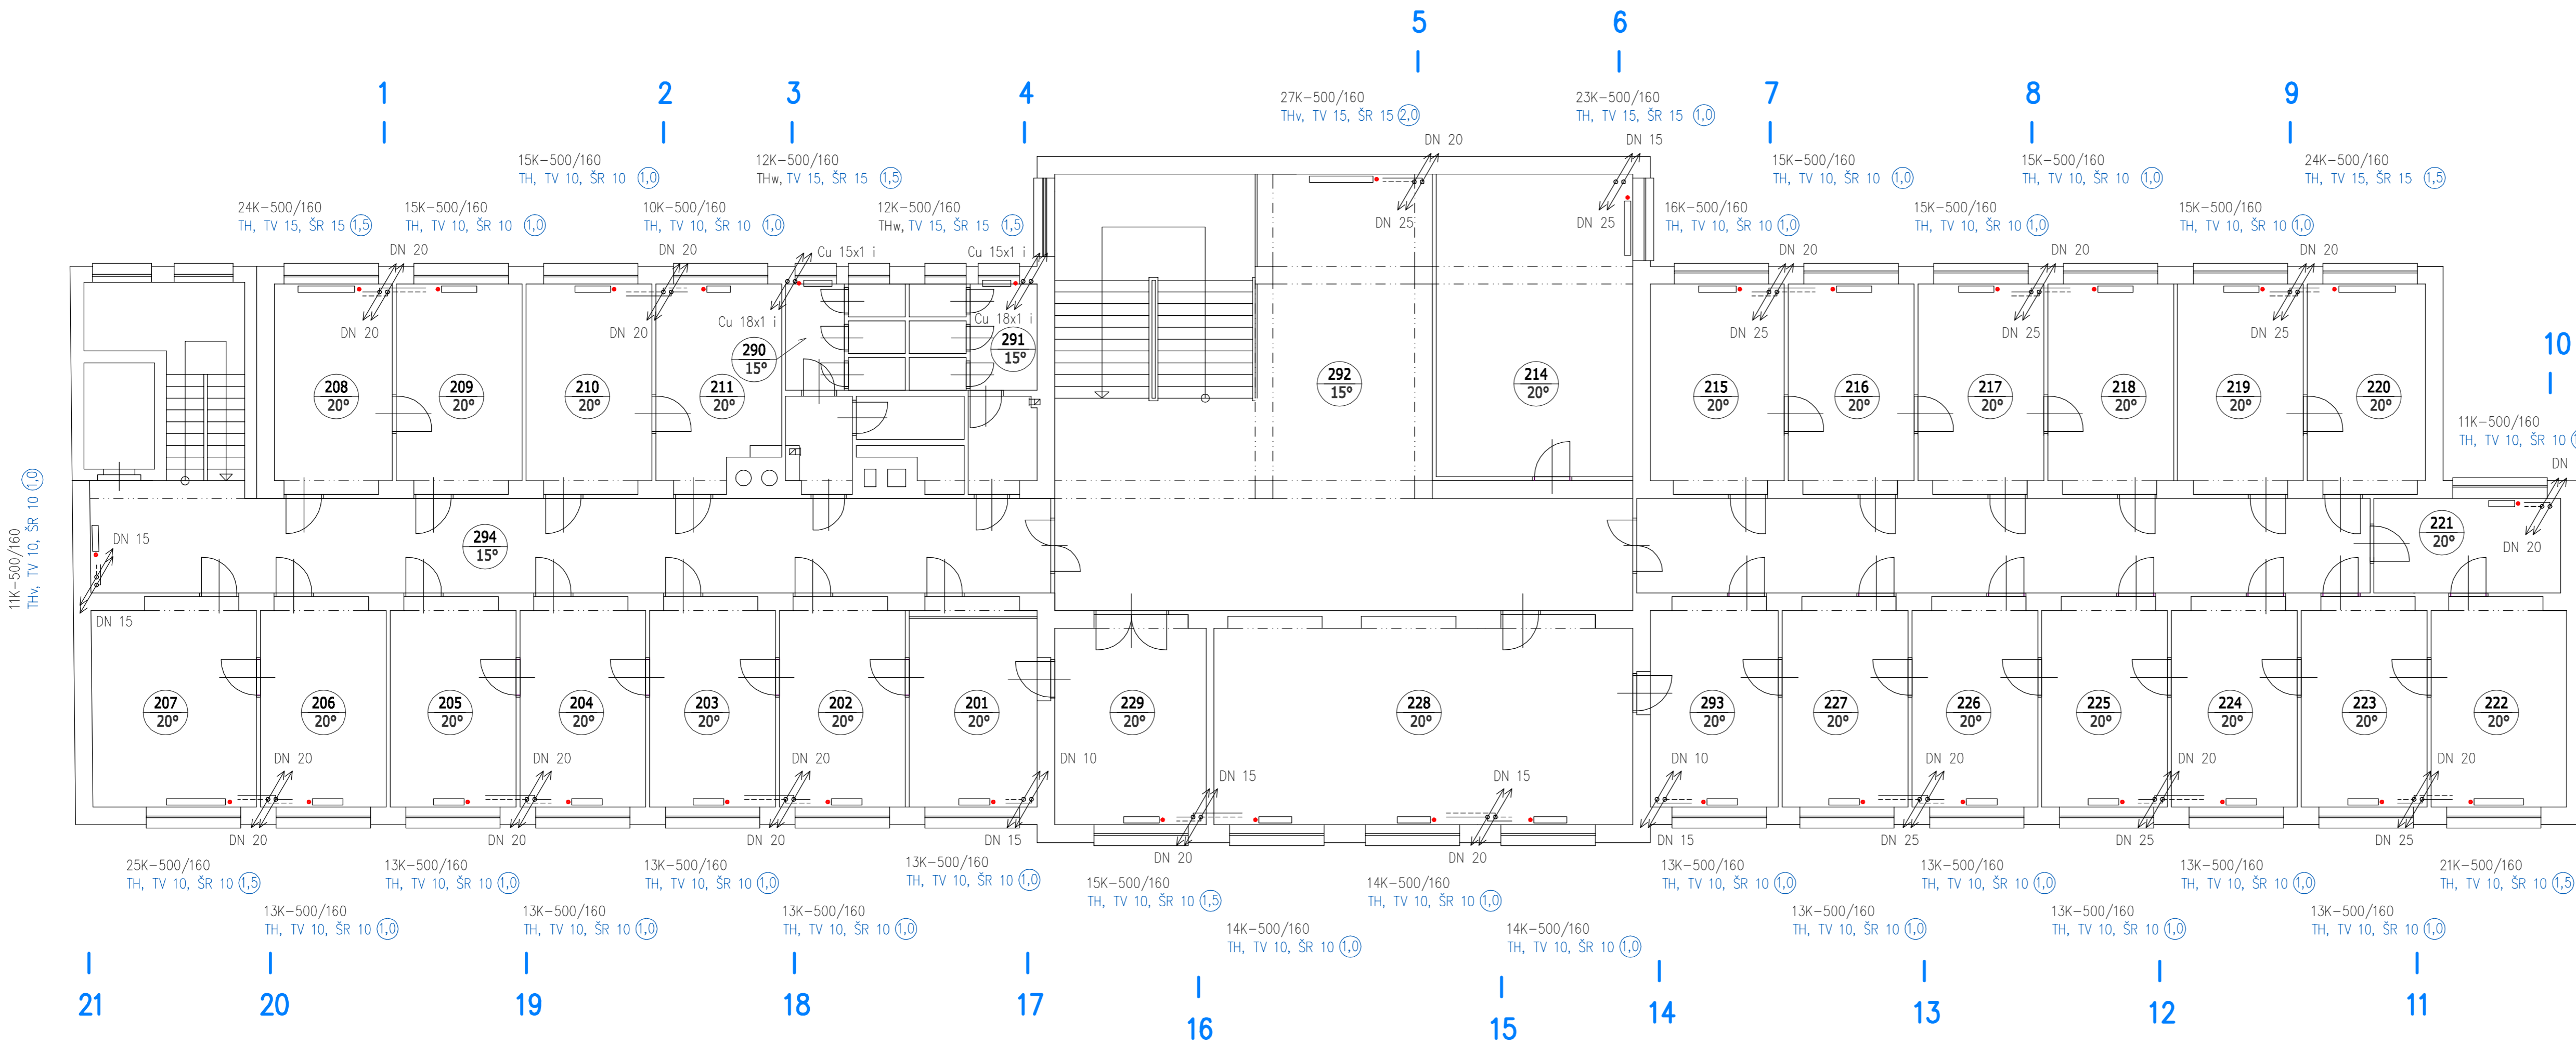 5
6
1
2
3
4
7
8
9
27K-500/160
THv, TV 15, ŠR 15 2,0
23K-500/160
TH, TV 15, ŠR 15 1,0
DN 20
DN 15
15K-500/160
TH, TV 10, ŠR 10 1,0
12K-500/160
THw, TV 15, ŠR 15 1,5
15K-500/160
TH, TV 10, ŠR 10 1,0
15K-500/160
TH, TV 10, ŠR 10 1,0
24K-500/160
TH, TV 15, ŠR 15 1,5
24K-500/160
TH, TV 15, ŠR 15 1,5
15K-500/160
TH, TV 10, ŠR 10 1,0
10K-500/160
TH, TV 10, ŠR 10 1,0
12K-500/160
THw, TV 15, ŠR 15 1,5
DN 25
DN 25
16K-500/160
TH, TV 10, ŠR 10 1,0
15K-500/160
TH, TV 10, ŠR 10 1,0
15K-500/160
TH, TV 10, ŠR 10 1,0
DN 20
DN 20
Cu 15x1 i
Cu 15x1 i
DN 20
DN 20
DN 20
DN 20
DN 20
Cu 18x1 i
Cu 18x1 i
DN 25
DN 25
DN 25
10
290
15°
291
15°
208
20°
209
20°
210
20°
211
20°
292
15°
214
20°
215
20°
216
20°
217
20°
218
20°
219
20°
220
20°
11K-500/160
TH, TV 10, ŠR 10
DN
11K-500/160
THv, TV 10, ŠR 10 1,0
DN 15
294
15°
221
20°
DN 20
DN 15
207
20°
206
20°
205
20°
204
20°
203
20°
202
20°
201
20°
229
20°
228
20°
293
20°
227
20°
226
20°
225
20°
224
20°
223
20°
222
20°
DN 20
DN 20
DN 20
DN 10
DN 15
DN 15
DN 10
DN 20
DN 20
DN 20
DN 20
DN 20
DN 20
DN 15
DN 20
DN 20
DN 15
DN 25
DN 25
DN 25
25K-500/160
TH, TV 10, ŠR 10 1,5
13K-500/160
TH, TV 10, ŠR 10 1,0
13K-500/160
TH, TV 10, ŠR 10 1,0
13K-500/160
TH, TV 10, ŠR 10 1,0
15K-500/160
TH, TV 10, ŠR 10 1,5
14K-500/160
TH, TV 10, ŠR 10 1,0
13K-500/160
TH, TV 10, ŠR 10 1,0
13K-500/160
TH, TV 10, ŠR 10 1,0
13K-500/160
TH, TV 10, ŠR 10 1,0
21K-500/160
TH, TV 10, ŠR 10 1,5
13K-500/160
TH, TV 10, ŠR 10 1,0
13K-500/160
TH, TV 10, ŠR 10 1,0
13K-500/160
TH, TV 10, ŠR 10 1,0
14K-500/160
TH, TV 10, ŠR 10 1,0
14K-500/160
TH, TV 10, ŠR 10 1,0
13K-500/160
TH, TV 10, ŠR 10 1,0
13K-500/160
TH, TV 10, ŠR 10 1,0
13K-500/160
TH, TV 10, ŠR 10 1,0
21
20
19
18
17
16
15
14
13
12
11